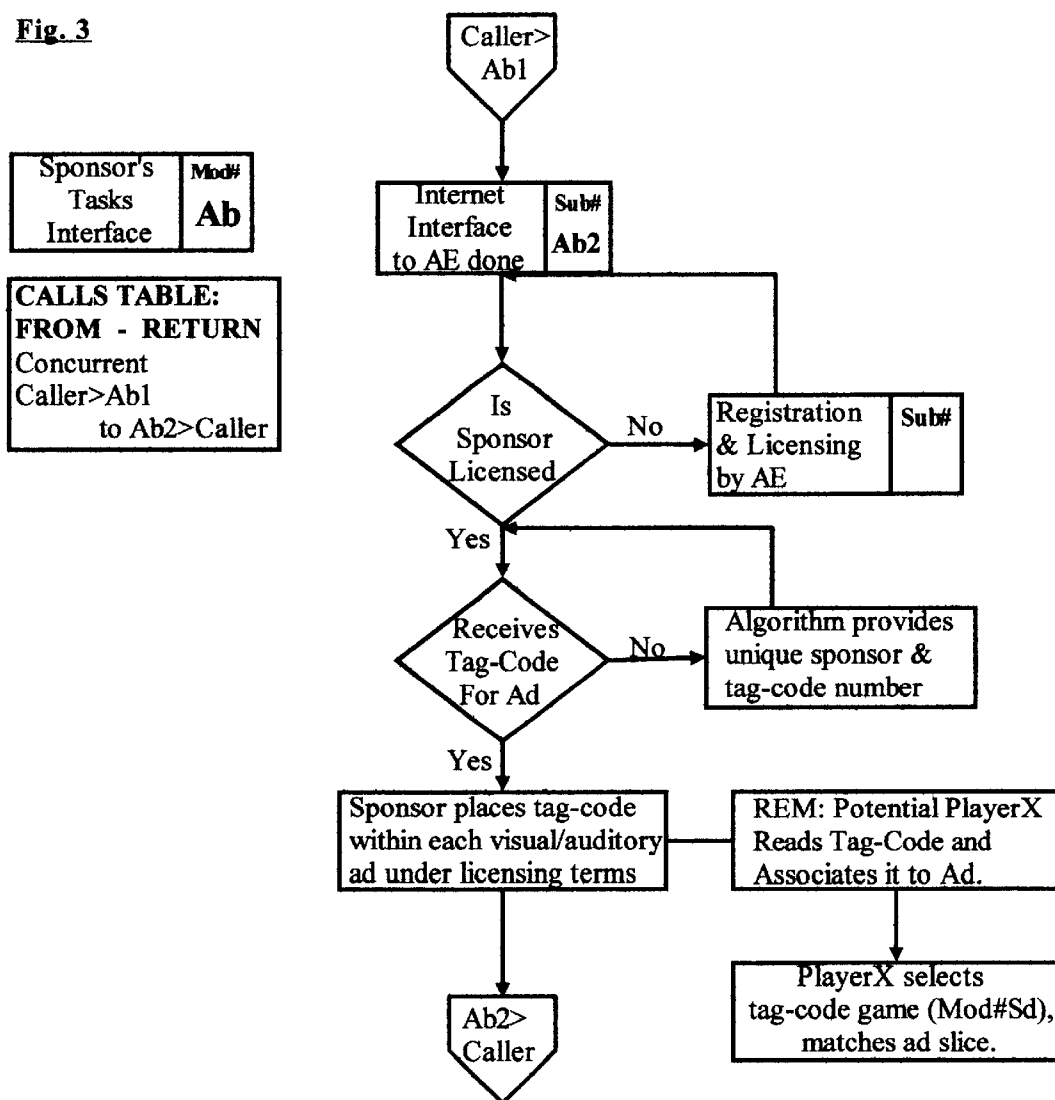 Fig. 3
Caller>
Ab1
Sponsor's
Tasks
Interface
Mod#
Ab
CALLS TABLE:
FROM - RETURN
Concurrent
Caller>Ab1
to Ab2>Caller
Internet
Interface
to AE done
Sub#
Ab2
Is
Sponsor
Licensed
No
Registration
& Licensing
by AE
Sub#
Yes
Receives
Tag-Code
For Ad
No
Algorithm provides
unique sponsor &
tag-code number
Yes
Sponsor places tag-code
within each visual/auditory
ad under licensing terms
REM: Potential PlayerX
Reads Tag-Code and
Associates it to Ad.
PlayerX selects
tag-code game (Mod#Sd),
matches ad slice.
Ab2>
Caller